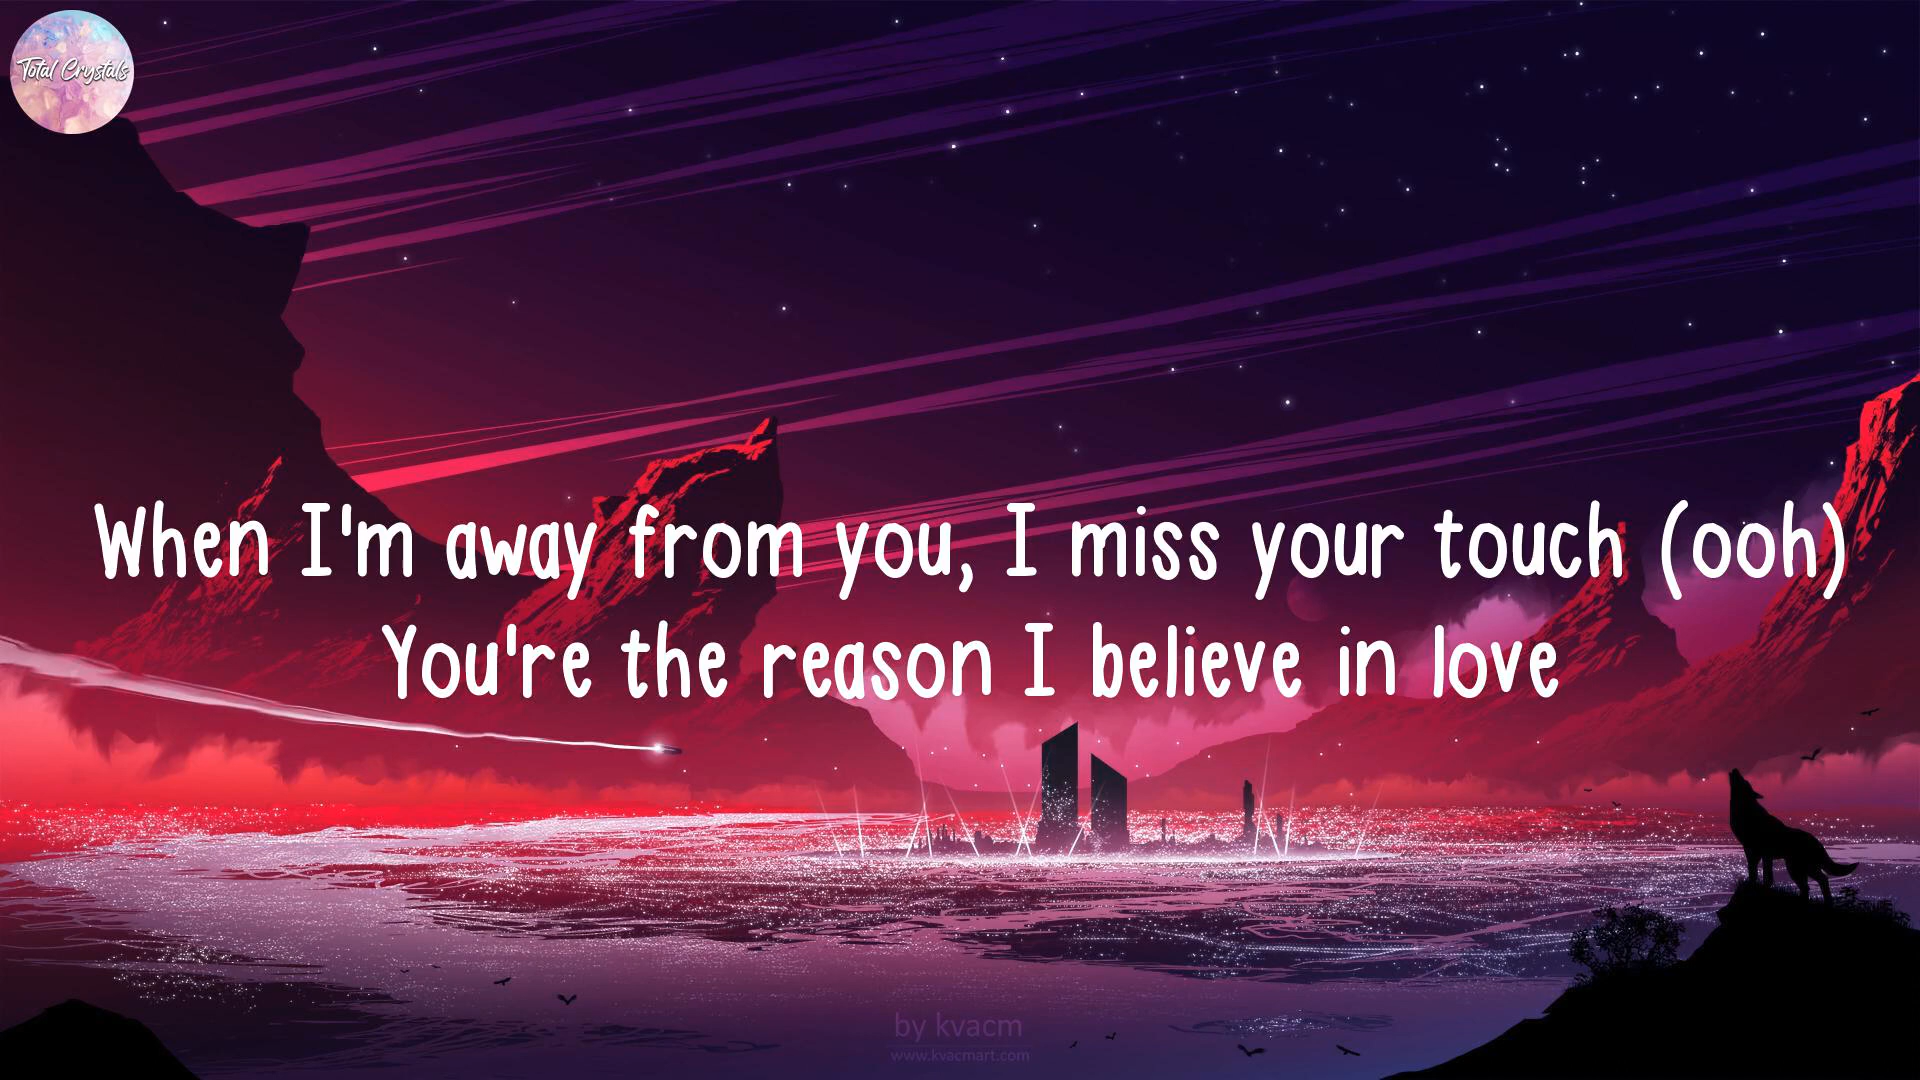 Total Crystals
When I'm away from you, I miss your touch (ooh)
You're the reason I believe in love
by kvacm
www.kvacmart.com